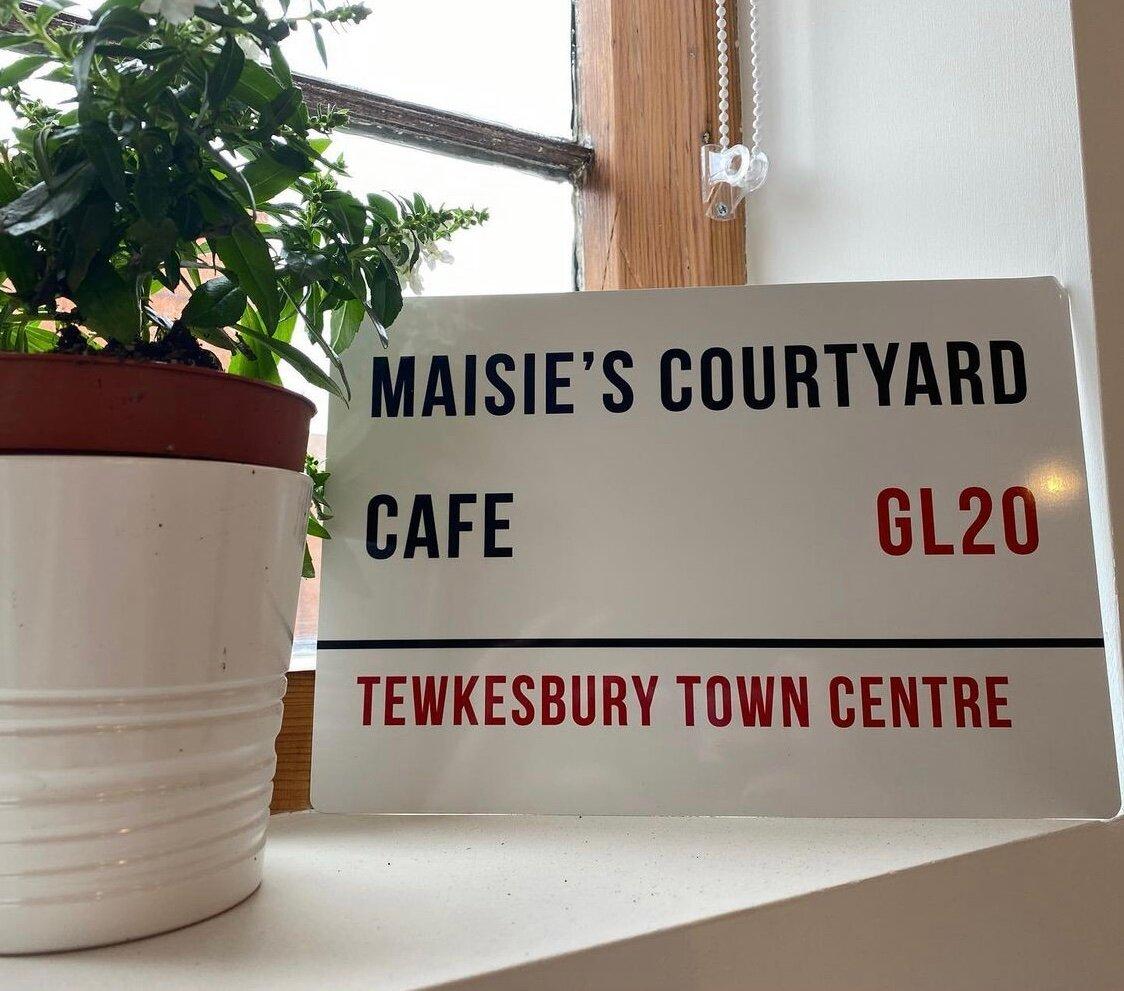 MAISIE’S COURTYARD
CAFE GL20
TEWKESBURY TOWN CENTRE